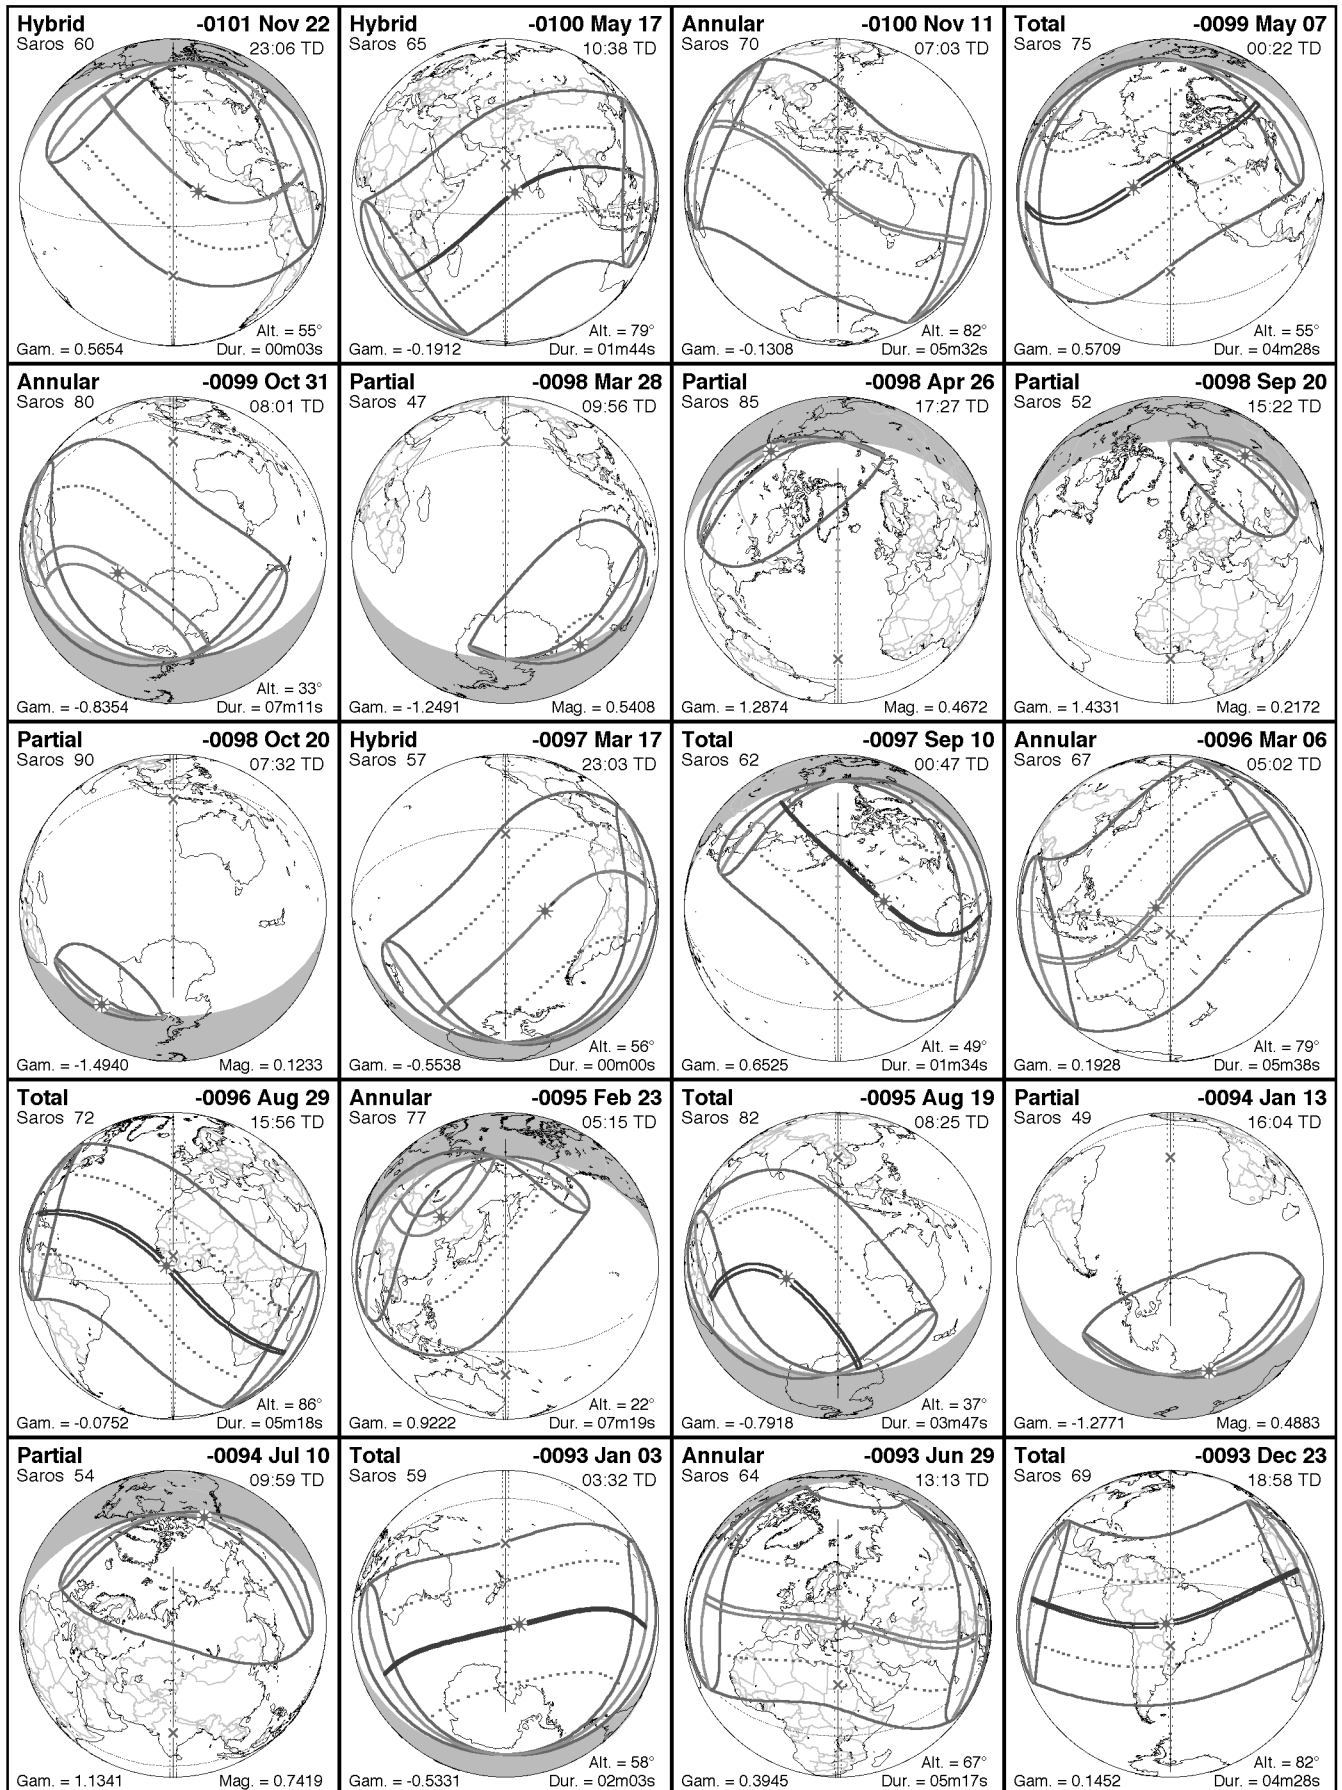 Hybrid -0101 Nov 22
Saros 60 23:06 TD
Alt. = 55°
Gam. = 0.5654 Dur. = 00m03s
Hybrid -0100 May 17
Saros 65 10:38 TD
Alt. = 79°
Gam. = -0.1912 Dur. = 01m44s
Annular -0100 Nov 11
Saros 70 07:03 TD
Alt. = 82°
Gam. = -0.1308 Dur. = 05m32s
Total -0099 May 07
Saros 75 00:22 TD
Alt. = 55°
Gam. = 0.5709 Dur. = 04m28s
Annular -0099 Oct 31
Saros 80 08:01 TD
Alt. = 33°
Gam. = -0.8354 Dur. = 07m11s
Partial -0098 Mar 28
Saros 47 09:56 TD
Gam. = -1.2491 Mag. = 0.5408
Partial -0098 Apr 26
Saros 85 17:27 TD
Gam. = 1.2874 Mag. = 0.4672
Partial -0098 Sep 20
Saros 52 15:22 TD
Gam. = 1.4331 Mag. = 0.2172
Partial -0098 Oct 20
Saros 90 07:32 TD
Gam. = -1.4940 Mag. = 0.1233
Hybrid -0097 Mar 17
Saros 57 23:03 TD
Alt. = 56°
Gam. = -0.5538 Dur. = 00m00s
Total -0097 Sep 10
Saros 62 00:47 TD
Alt. = 49°
Gam. = 0.6525 Dur. = 01m34s
Annular -0096 Mar 06
Saros 67 05:02 TD
Alt. = 79°
Gam. = 0.1928 Dur. = 05m38s
Total -0096 Aug 29
Saros 72 15:56 TD
Alt. = 86°
Gam. = -0.0752 Dur. = 05m18s
Annular -0095 Feb 23
Saros 77 05:15 TD
Alt. = 22°
Gam. = 0.9222 Dur. = 07m19s
Total -0095 Aug 19
Saros 82 08:25 TD
Alt. = 37°
Gam. = -0.7918 Dur. = 03m47s
Partial -0094 Jan 13
Saros 49 16:04 TD
Gam. = -1.2771 Mag. = 0.4883
Partial -0094 Jul 10
Saros 54 09:59 TD
Gam. = 1.1341 Mag. = 0.7419
Total -0093 Jan 03
Saros 59 03:32 TD
Alt. = 58°
Gam. = -0.5331 Dur. = 02m03s
Annular -0093 Jun 29
Saros 64 13:13 TD
Alt. = 67°
Gam. = 0.3945 Dur. = 05m17s
Total -0093 Dec 23
Saros 69 18:58 TD
Alt. = 82°
Gam. = 0.1452 Dur. = 04m28s